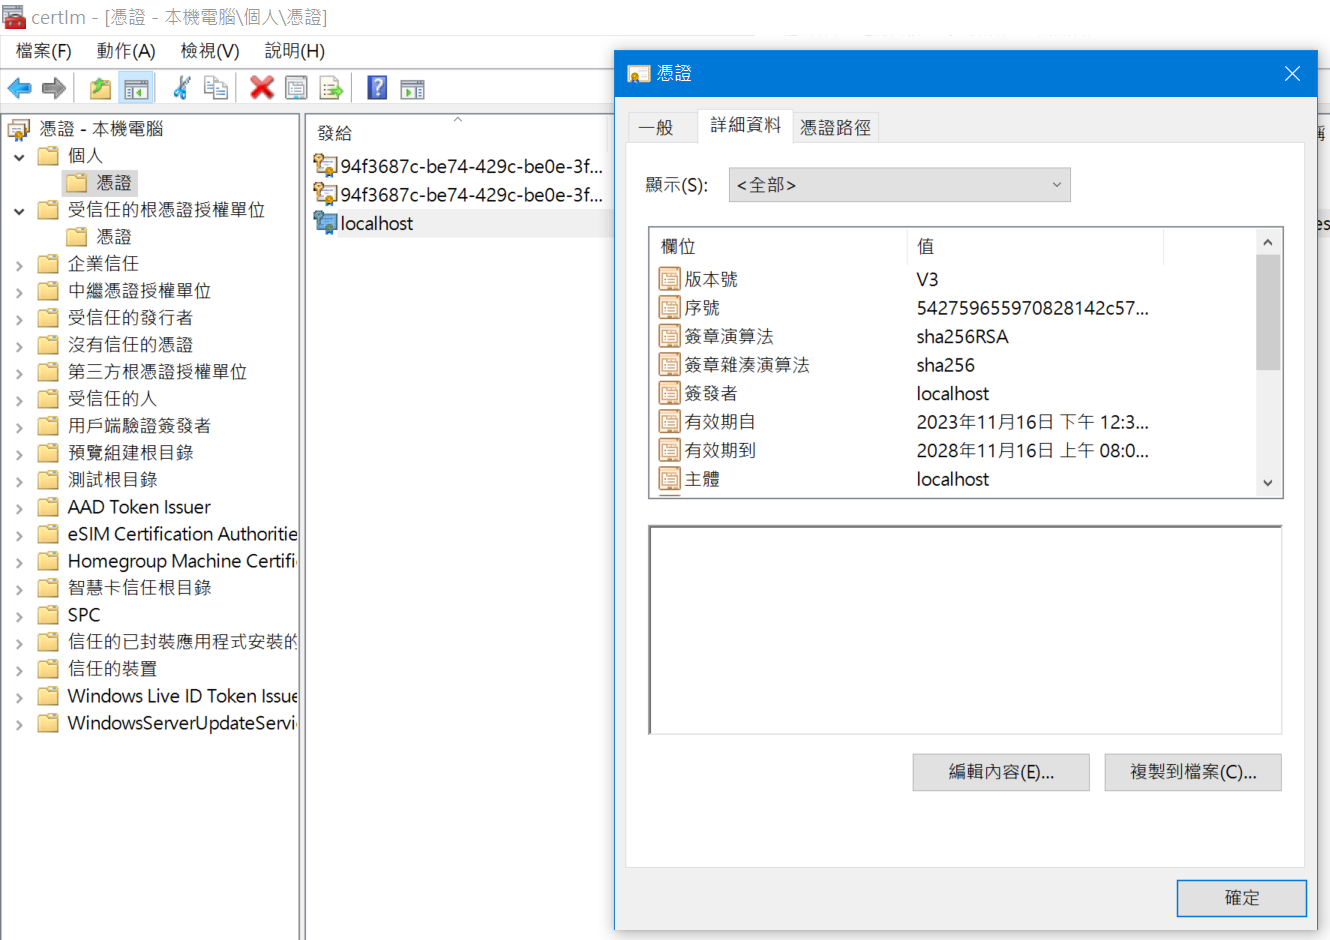 certlm - [憑證 - 本機電腦\個人\憑證]
檔案(F) 動作(A) 檢視(V) 說明(H)
憑證 - 本機電腦
個人
憑證
受信任的根憑證授權單位
憑證
企業信任
中繼憑證授權單位
受信任的發行者
沒有信任的憑證
第三方根憑證授權單位
受信任的人
用戶端驗證簽發者
預覽組建根目錄
測試根目錄
AAD Token Issuer
eSIM Certification Authoritie
Homegroup Machine Certifi
智慧卡信任根目錄
SPC
信任的已封裝應用程式安裝的
信任的裝置
Windows Live ID Token Issue
WindowsServerUpdateServi
發給
94f3687c-be74-429c-be0e-3f...
94f3687c-be74-429c-be0e-3f...
localhost
憑證
一般 詳細資料 憑證路徑
顯示(S): <全部>
欄位 值
版本號 V3
序號 542759655970828142c57...
簽章演算法 sha256RSA
簽章雜湊演算法 sha256
簽發者 localhost
有效期自 2023年11月16日 下午 12:3...
有效期到 2028年11月16日 上午 08:0...
主體 localhost
編輯內容(E)... 複製到檔案(C)...
確定
es